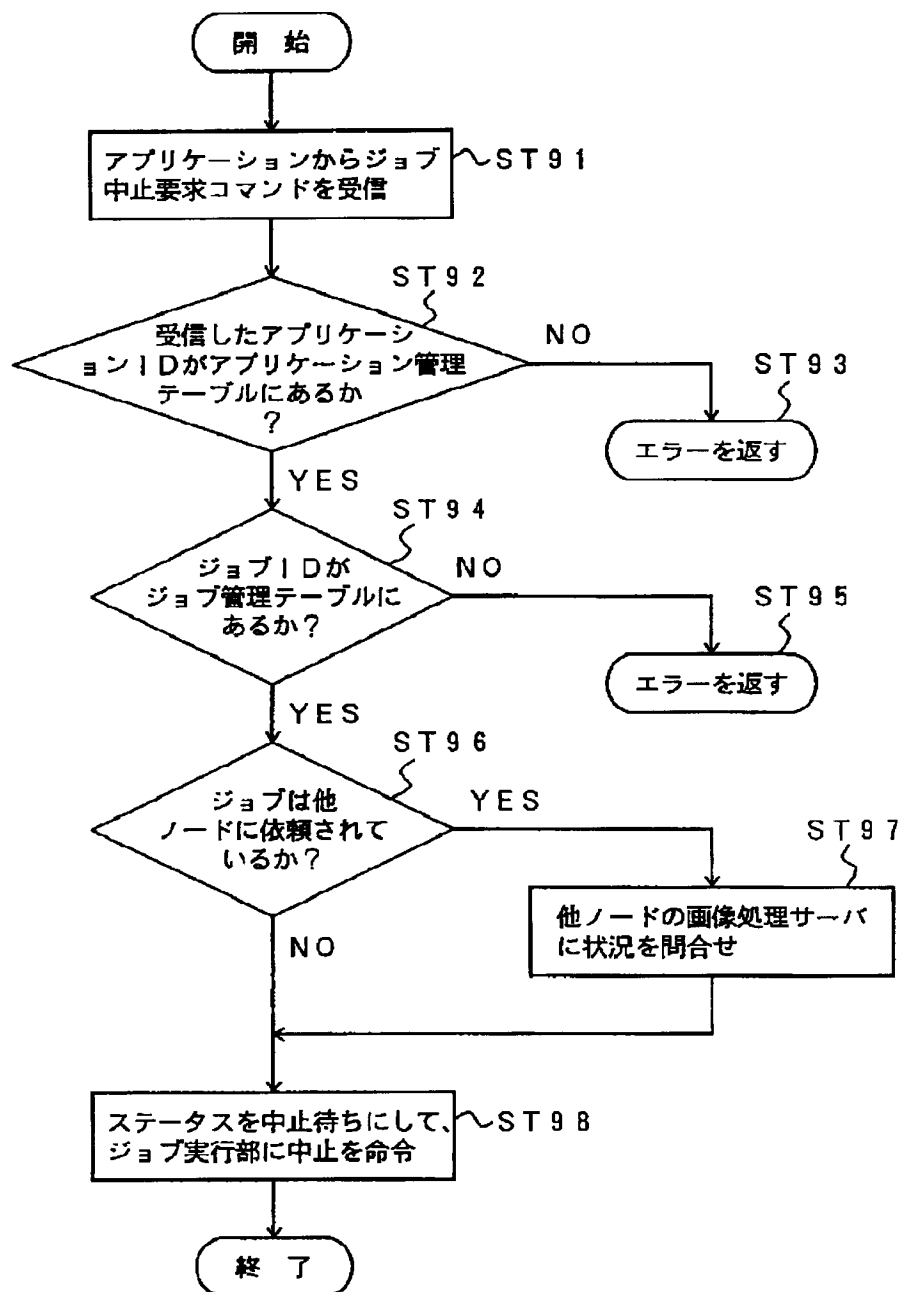 開 始
アプリケーションからジョブ
中止要求コマンドを受信
ST91
ST92
受信したアプリケーシ
ョンIDがアプリケーション管理
テーブルにあるか
?
NO
ST93
エラーを返す
YES
ST94
ジョブIDが
ジョブ管理テーブルに
あるか?
NO
ST95
エラーを返す
YES
ST96
ジョブは他
ノードに依頼されて
いるか?
YES
ST97
他ノードの画像処理サーバ
に状況を問合せ
NO
ステータスを中止待ちにして、
ジョブ実行部に中止を命令
ST98
終 了